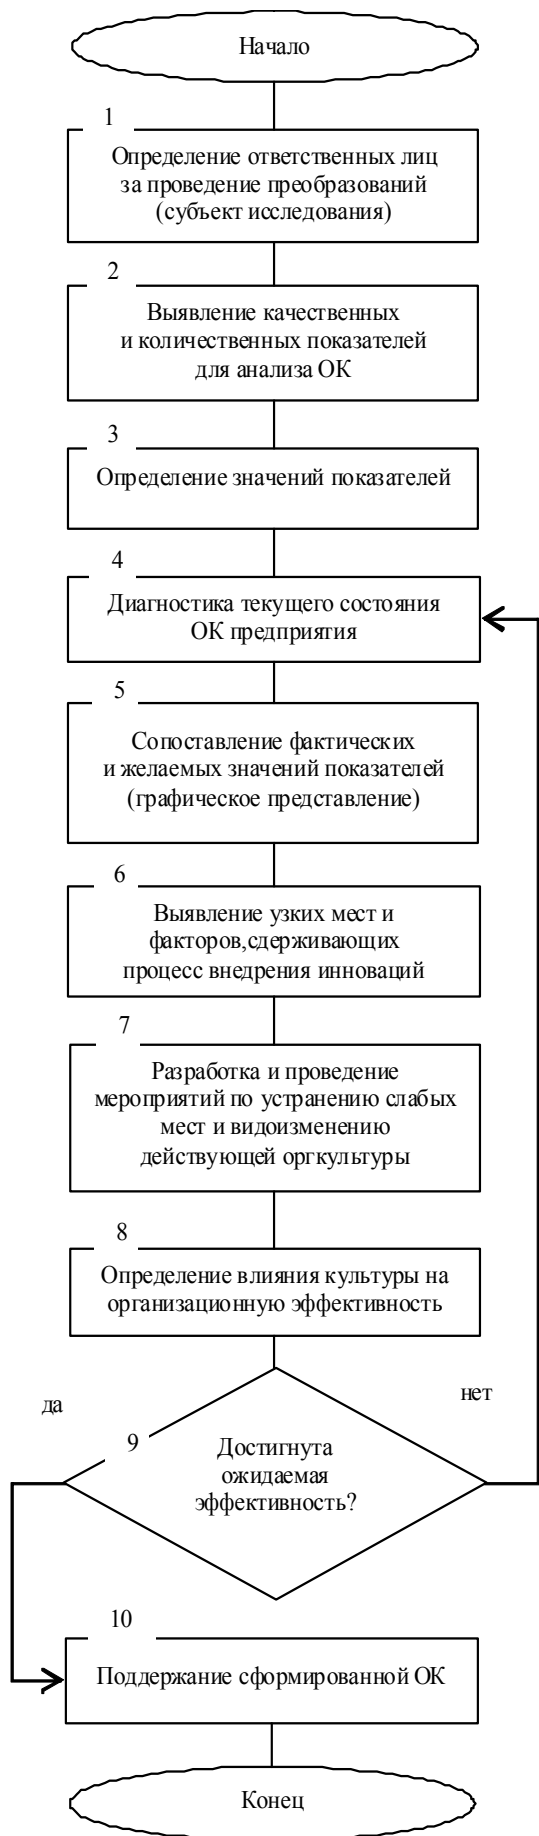 Начало
1
Определение ответственных лиц
за проведение преобразований
(субъект исследования)
2
Выявление качественных
и количественных показателей
для анализа ОК
3
Определение значений показателей
4
Диагностика текущего состояния
ОК предприятия
5
Сопоставление фактических
и желаемых значений показателей
(графическое представление)
6
Выявление узких мест и
факторов,сдерживающих
процесс внедрения инноваций
7
Разработка и проведение
мероприятий по устранению слабых
мест и видоизменению
действующей оргкультуры
8
Определение влияния культуры на
организационную эффективность
да
нет
9
Достигнута
ожидаемая
эффективность?
10
Поддержание сформированной ОК
Конец